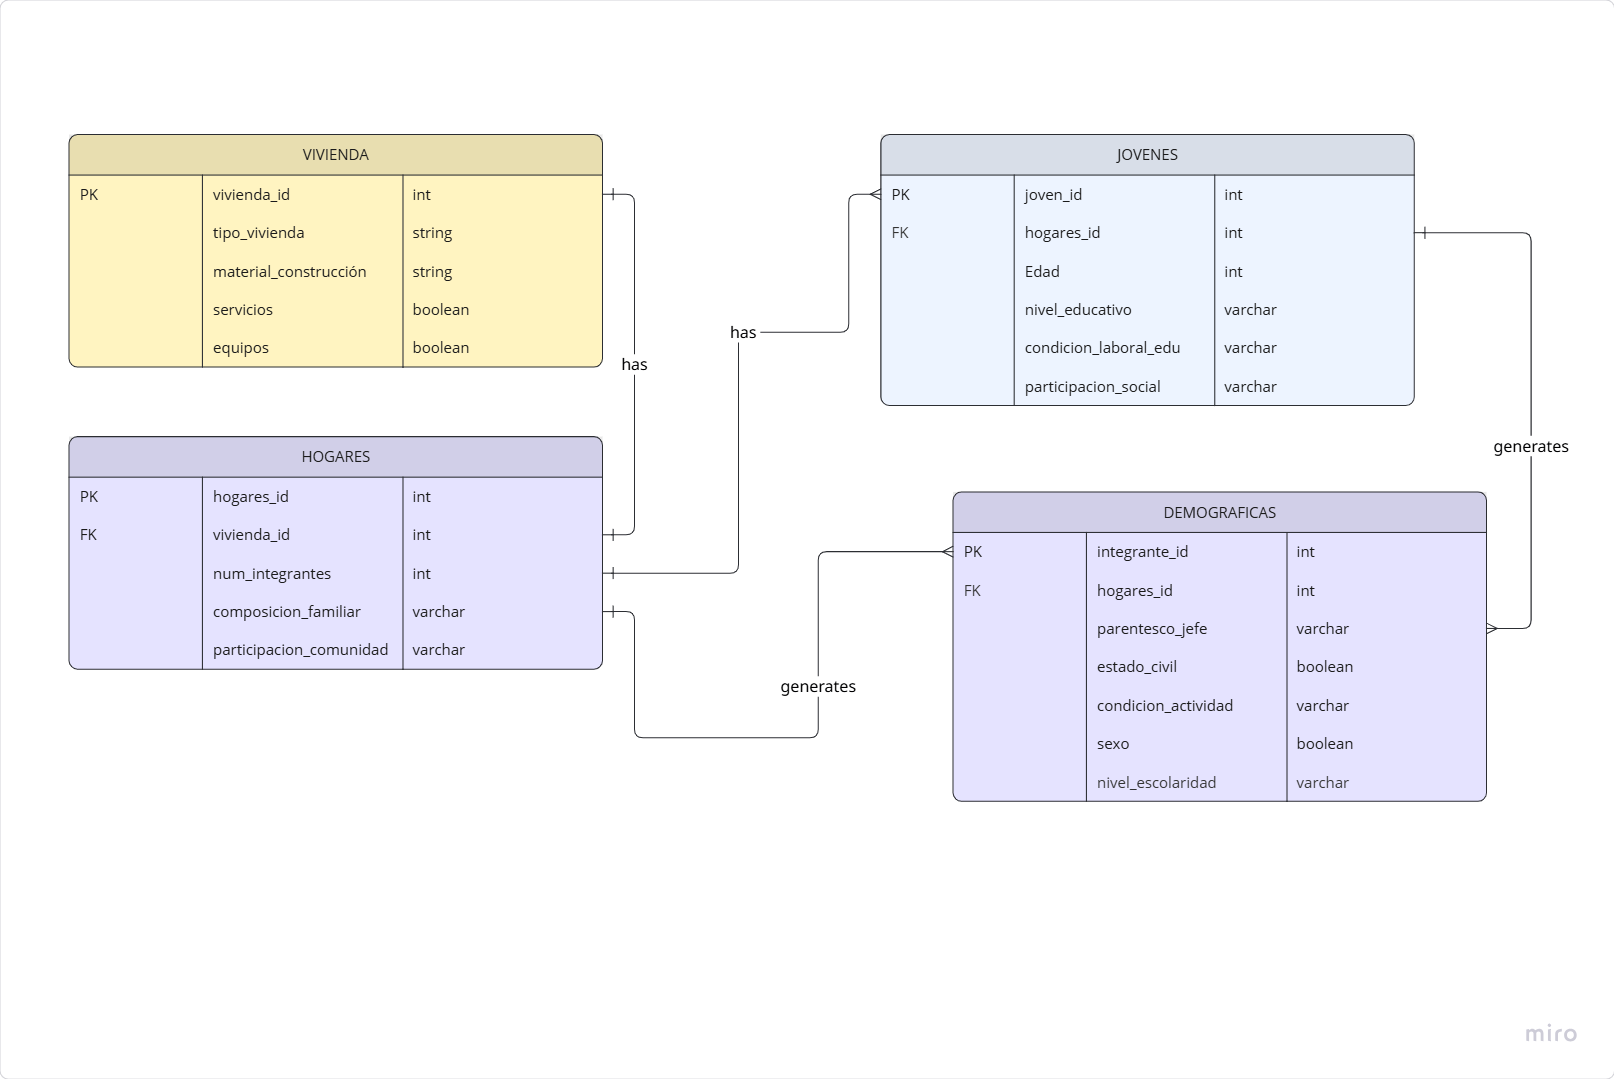 VIVIENDA
PK vivienda_id int
tipo_vivienda string
material_construcción string
servicios boolean
equipos boolean
has
HOGARES
PK hogares_id int
FK vivienda_id int
num_integrantes int
composicion_familiar varchar
participacion_comunidad varchar
has
generates
JOVENES
PK joven_id int
FK hogares_id int
Edad int
nivel_educativo varchar
condicion_laboral_edu varchar
participacion_social varchar
generates
DEMOGRAFICAS
PK integrante_id int
FK hogares_id int
parentesco_jefe varchar
estado_civil boolean
condicion_actividad varchar
sexo boolean
nivel_escolaridad varchar
miro